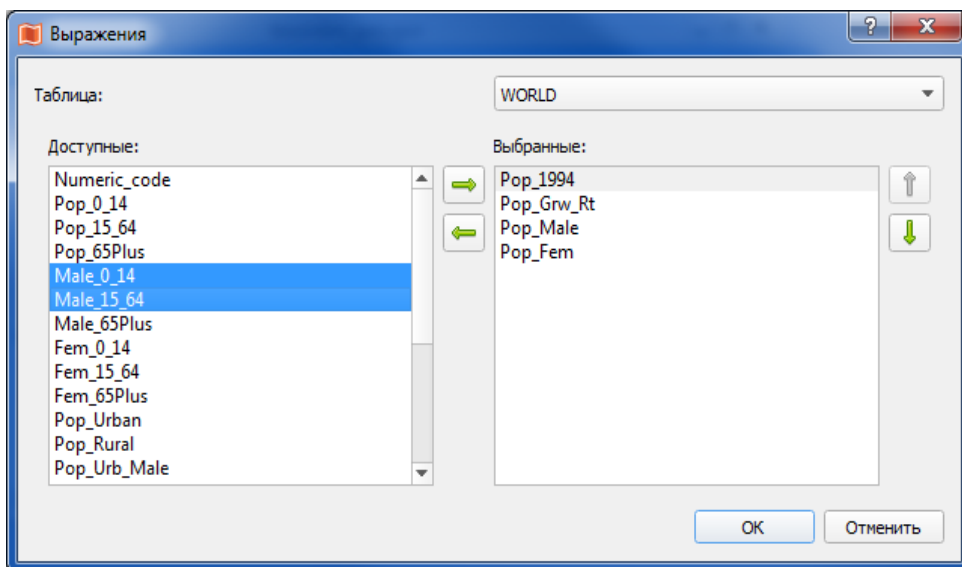 Выражения
Таблица:
WORLD
Доступные:
Numeric_code
Pop_0_14
Pop_15_64
Pop_65Plus
Male_0_14
Male_15_64
Male_65Plus
Fem_0_14
Fem_15_64
Fem_65Plus
Pop_Urban
Pop_Rural
Pop_Urb_Male
Выбранные:
Pop_1994
Pop_Grw_Rt
Pop_Male
Pop_Fem
ОК
Отменить